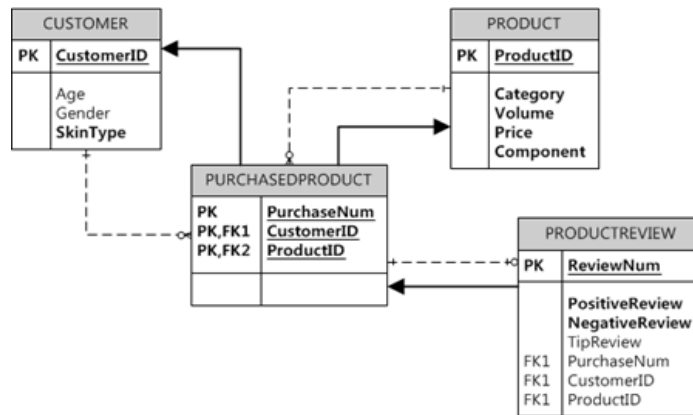 CUSTOMER
PK CustomerID
Age
Gender
SkinType
PRODUCT
PK ProductID
Category
Volume
Price
Component
PURCHASEDPRODUCT
PK PurchaseNum
PK,FK1 CustomerID
PK,FK2 ProductID
PRODUCTREVIEW
PK ReviewNum
PositiveReview
NegativeReview
TipReview
FK1 PurchaseNum
FK1 CustomerID
FK1 ProductID